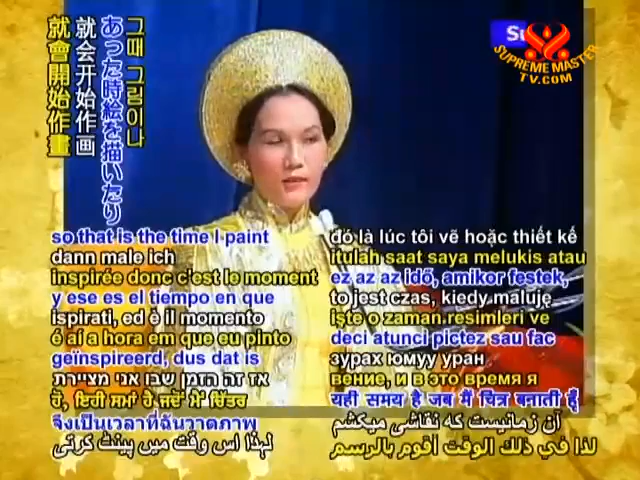 그때 그림이나
あった時絵を描いたり
就会开始作画
就會開始作畫
SUPREME MASTER
TV.COM
so that is the time I paint
dann male ich
inspirée donc c'est le moment
y ese es el tiempo en que
ispirati, ed è il momento
é aí a hora em que eu pinto
geïnspireerd, dus dat is
אז זה הזמן שבו אני מציירת
ਹੋ, ਇਹੀ ਸਮਾਂ ਹੈ ਜਦੋਂ ਮੈਂ ਚਿੱਤਰ
จึงเป็นเวลาที่ฉันวาดภาพ
لہذا اس وقت میں پینٹ کرتی
đó là lúc tôi vẽ hoặc thiết kế
itulah saat saya melukis atau
ez az az idő, amikor festek,
to jest czas, kiedy maluję,
işte o zaman resimleri ve
deci atunci pictez sau fac
зурах юмуу уран
вение, и в это время я
यही समय है जब मैं चित्र बनाती हूँ
آن زمانیست که نقاشی میکشم
لذا في ذلك الوقت أقوم بالرسم